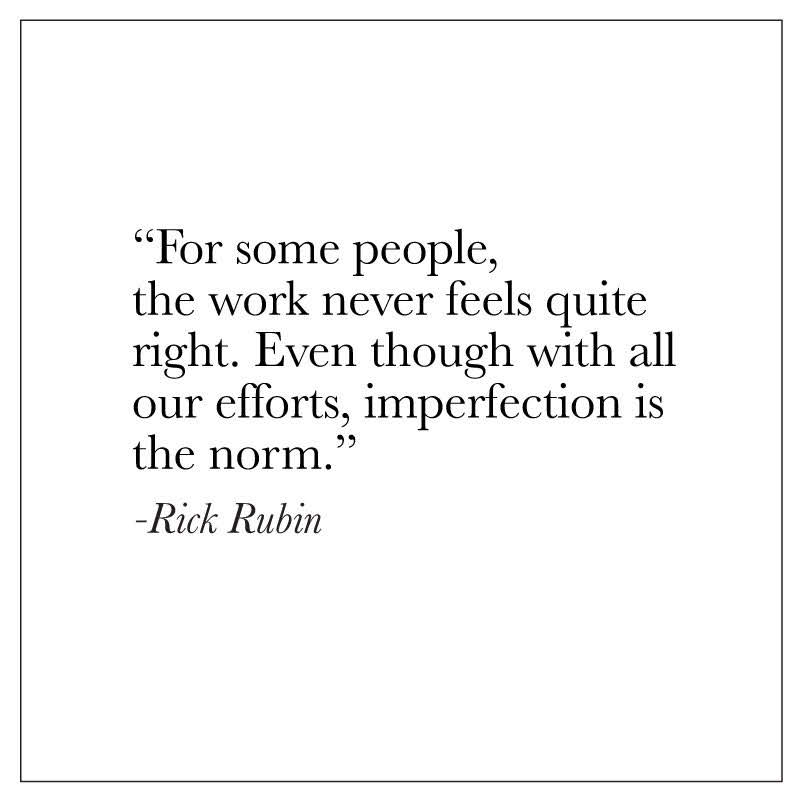 “For some people,
the work never feels quite
right. Even though with all
our efforts, imperfection is
the norm.”
-Rick Rubin